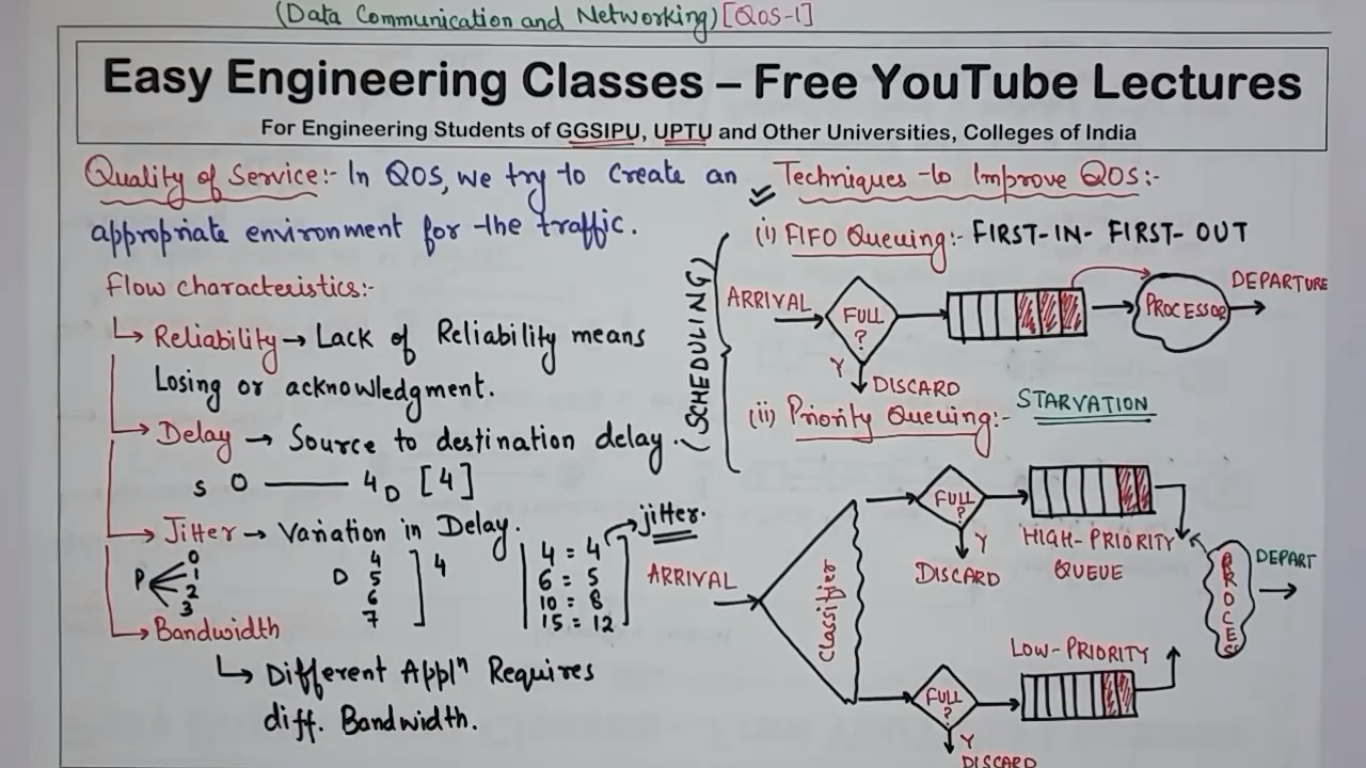 (Data Communication and Networking) [QOS-1]
Easy Engineering Classes – Free YouTube Lectures
For Engineering Students of GGSIPU, UPTU and Other Universities, Colleges of India
Quality of Service:- In QOS, we try to create an
appropriate environment for the traffic.
Flow characteristics:-
↳ Reliability → Lack of Reliability means
Losing or acknowledgment.
→ Delay → Source to destination delay.
S 0 —— 4 D [4]
→ Jitter → Variation in Delay.
P 0 1 2 3
D 4 5 6 7 ] 4
jitter.
4 = 4
6 = 5
10 = 8
15 = 12
→ Bandwidth
↳ Different Applⁿ Requires
diff. Bandwidth.
Techniques to Improve QOS:-
(SCHEDULING)
(i) FIFO Queuing:- FIRST-IN-FIRST-OUT
ARRIVAL
FULL ?
Y
DISCARD
PROCESSOR
DEPARTURE
(ii) Priority Queuing:- STARVATION
ARRIVAL
Classifier
FULL ?
Y
DISCARD
HIGH-PRIORITY
QUEUE
PROCES
DEPART
LOW-PRIORITY
FULL ?
Y
DISCARD